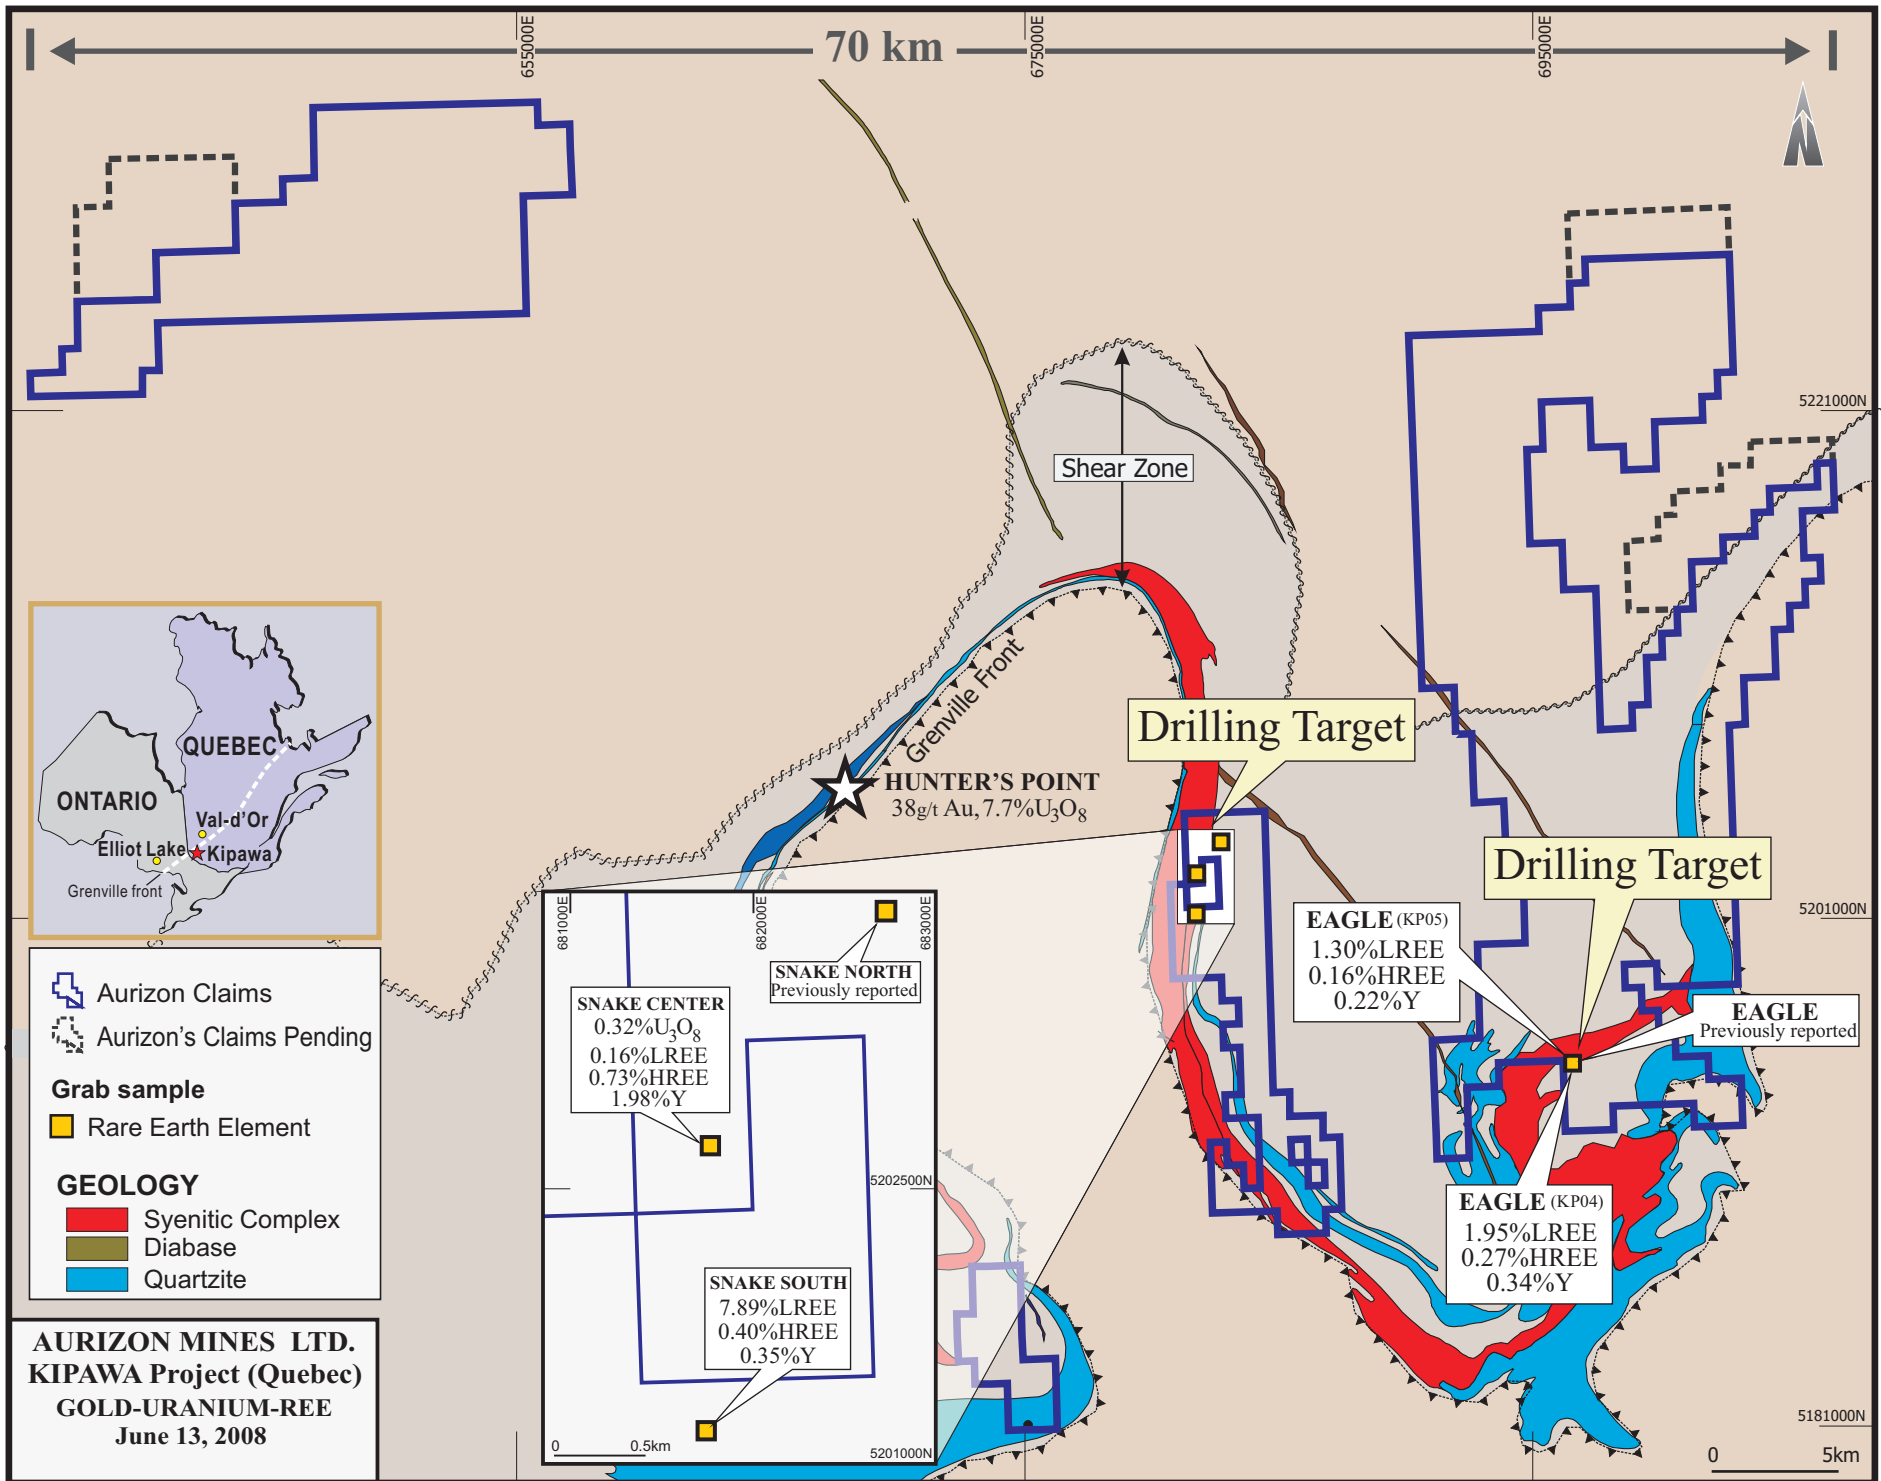 70 km
655000E
675000E
695000E
5221000N
Shear Zone
Grenville Front
Drilling Target
HUNTER'S POINT
38g/t Au, 7.7%U₃O₈
QUEBEC
ONTARIO
Val-d'Or
Elliot Lake
Kipawa
Grenville front
Drilling Target
5201000N
EAGLE (KP05)
1.30%LREE
0.16%HREE
0.22%Y
EAGLE
Previously reported
EAGLE (KP04)
1.95%LREE
0.27%HREE
0.34%Y
681000E
682000E
683000E
SNAKE NORTH
Previously reported
SNAKE CENTER
0.32%U₃O₈
0.16%LREE
0.73%HREE
1.98%Y
5202500N
SNAKE SOUTH
7.89%LREE
0.40%HREE
0.35%Y
0 0.5km
5201000N
Aurizon Claims
Aurizon's Claims Pending
Grab sample
Rare Earth Element
GEOLOGY
Syenitic Complex
Diabase
Quartzite
AURIZON MINES LTD.
KIPAWA Project (Quebec)
GOLD-URANIUM-REE
June 13, 2008
5181000N
0 5km